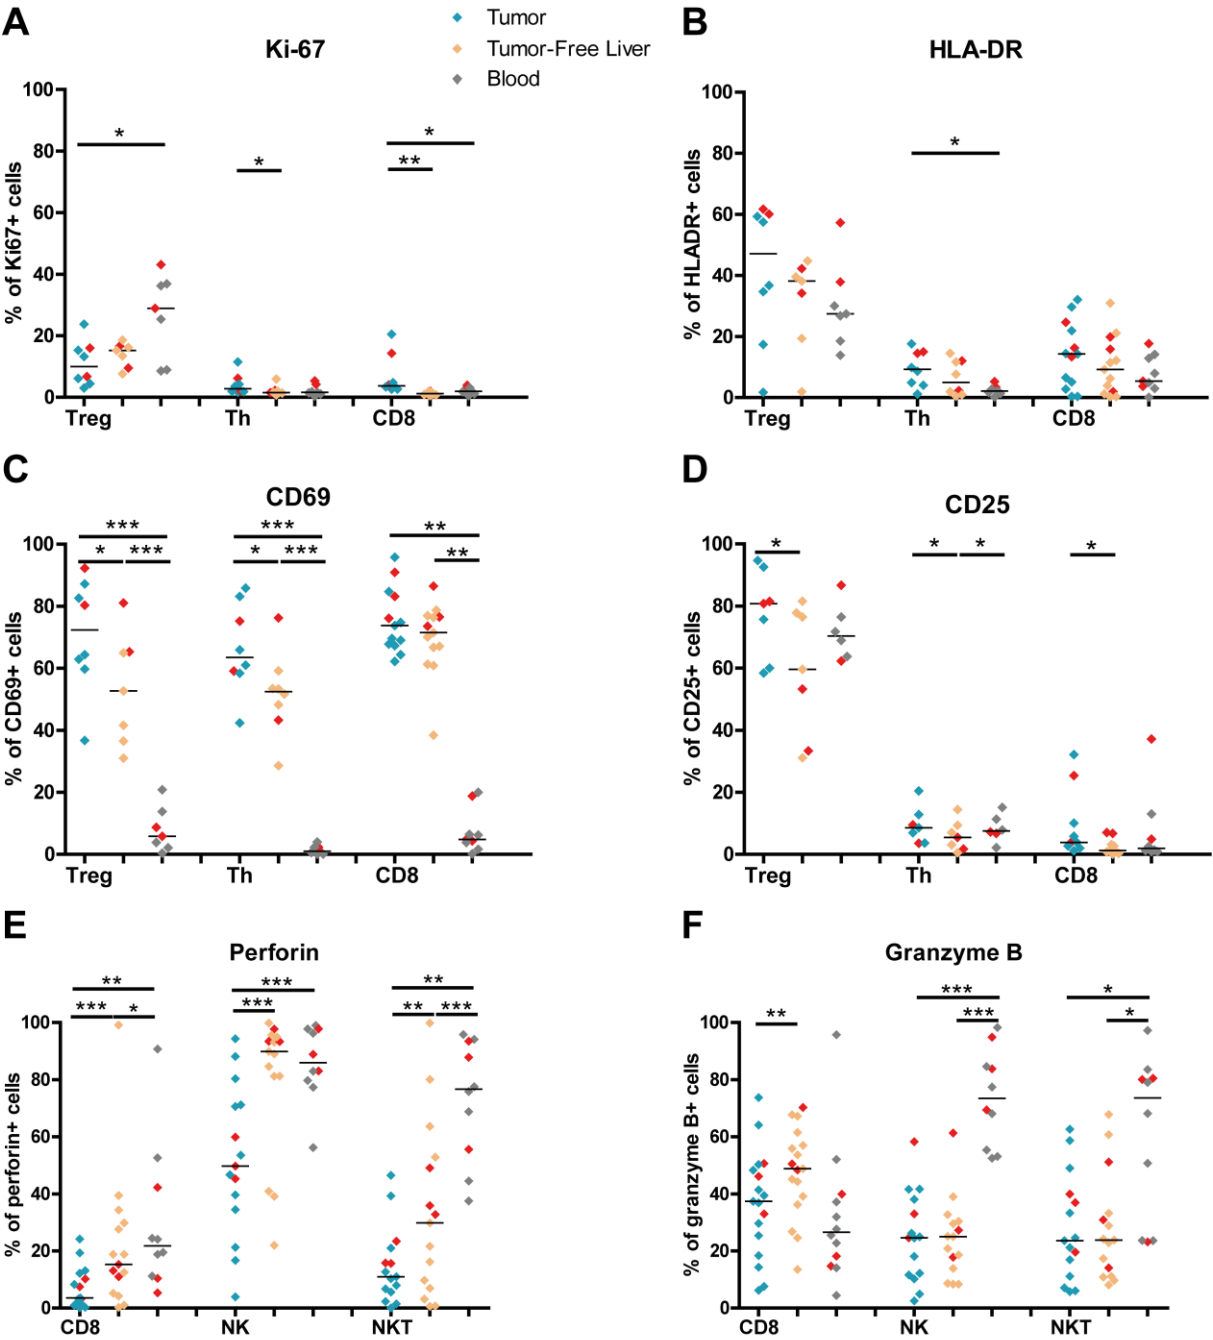 A
Ki-67
Tumor
Tumor-Free Liver
Blood
% of Ki67+ cells
100
80
60
40
20
0
*
*
**
*
Treg
Th
CD8
B
HLA-DR
% of HLADR+ cells
100
80
60
40
20
0
*
Treg
Th
CD8
C
CD69
% of CD69+ cells
100
80
60
40
20
0
***
*
***
***
*
***
**
**
Treg
Th
CD8
D
CD25
% of CD25+ cells
100
80
60
40
20
0
*
*
*
*
Treg
Th
CD8
E
Perforin
% of perforin+ cells
100
80
60
40
20
0
**
***
*
***
***
**
**
***
CD8
NK
NKT
F
Granzyme B
% of granzyme B+ cells
100
80
60
40
20
0
**
***
***
*
*
CD8
NK
NKT